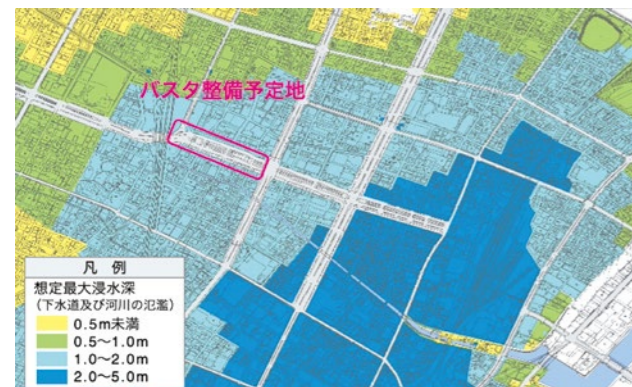 バスタ整備予定地
凡 例
想定最大浸水深
（下水道及び河川の氾濫）
0.5m未満
0.5～1.0m
1.0～2.0m
2.0～5.0m